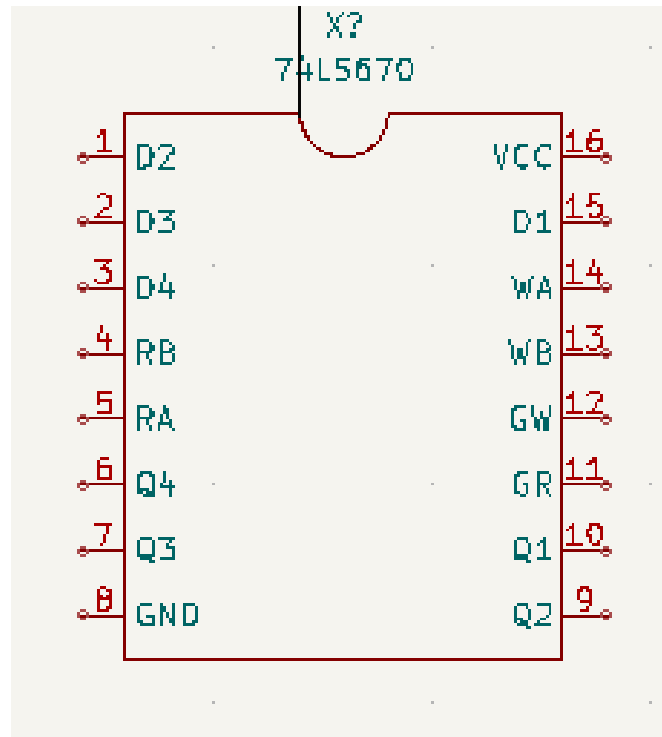 X?
74LS670
1 D2 VCC 16
2 D3 D1 15
3 D4 WA 14
4 RB WB 13
5 RA GW 12
6 Q4 GR 11
7 Q3 Q1 10
8 GND Q2 9